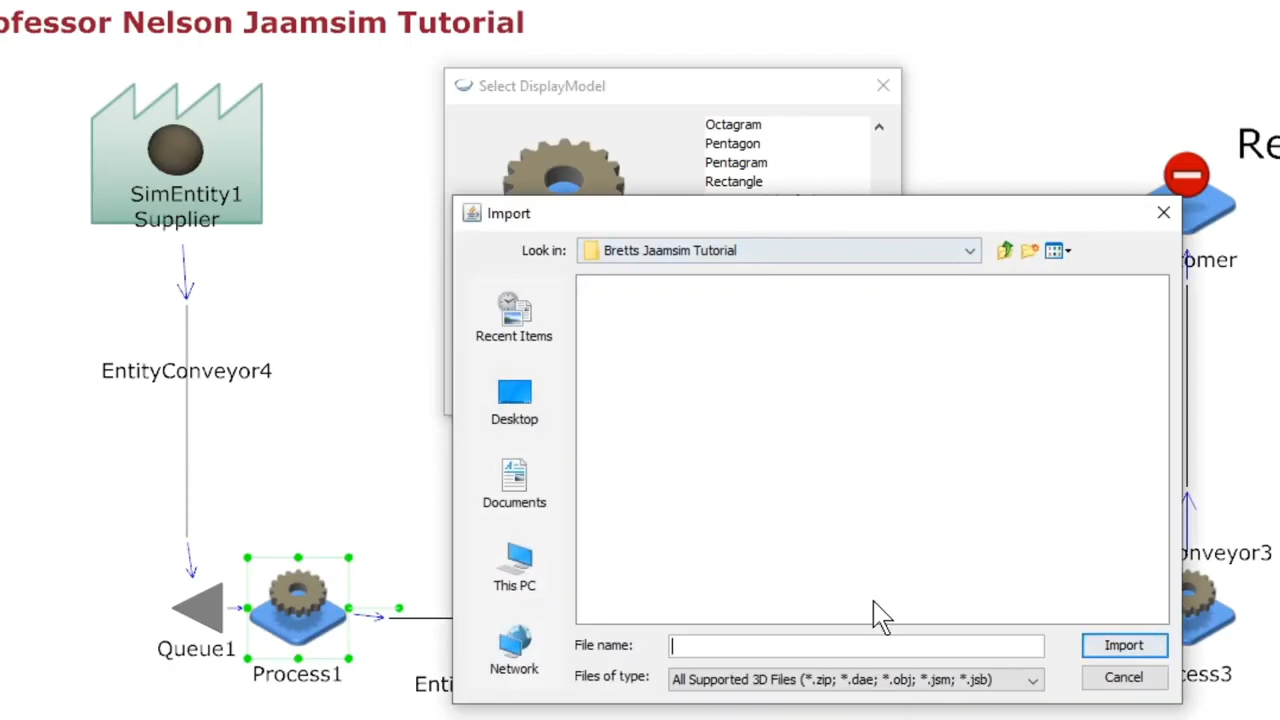 ofessor Nelson Jaamsim Tutorial
Select DisplayModel
Octagram
Pentagon
Pentagram
Rectangle
Re
SimEntity1
Supplier
Import
Look in:
Bretts Jaamsim Tutorial
omer
Recent Items
EntityConveyor4
Desktop
Documents
nveyor3
This PC
Queue1
Process1
File name:
Import
Network
Files of type:
All Supported 3D Files (*.zip; *.dae; *.obj; *.jsm; *.jsb)
Cancel
Enti
cess3